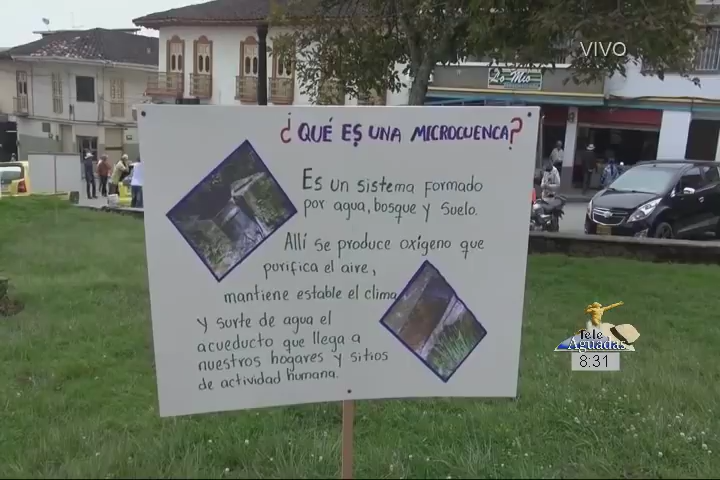 VIVO
Lo Mío
¿QUÉ ES UNA MICROCUENCA?
Es un sistema formado
por agua, bosque y suelo.
Allí se produce oxígeno que
purifica el aire,
mantiene estable el clima
y surte de agua el
acueducto que llega a
nuestros hogares y sitios
de actividad humana.
Tele
Aguadas
8:31